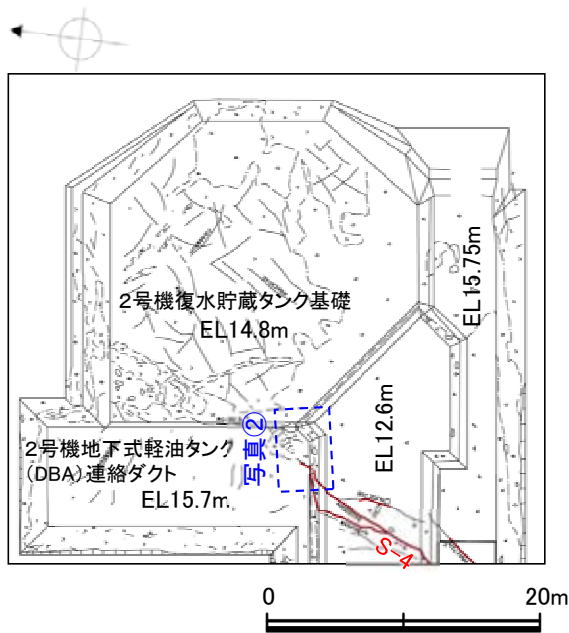 2号機復水貯蔵タンク基礎
EL14.8m
EL15.75m
2号機地下式軽油タンク
(DBA)連絡ダクト
EL15.7m
写真②
EL12.6m
S-4
0
20m